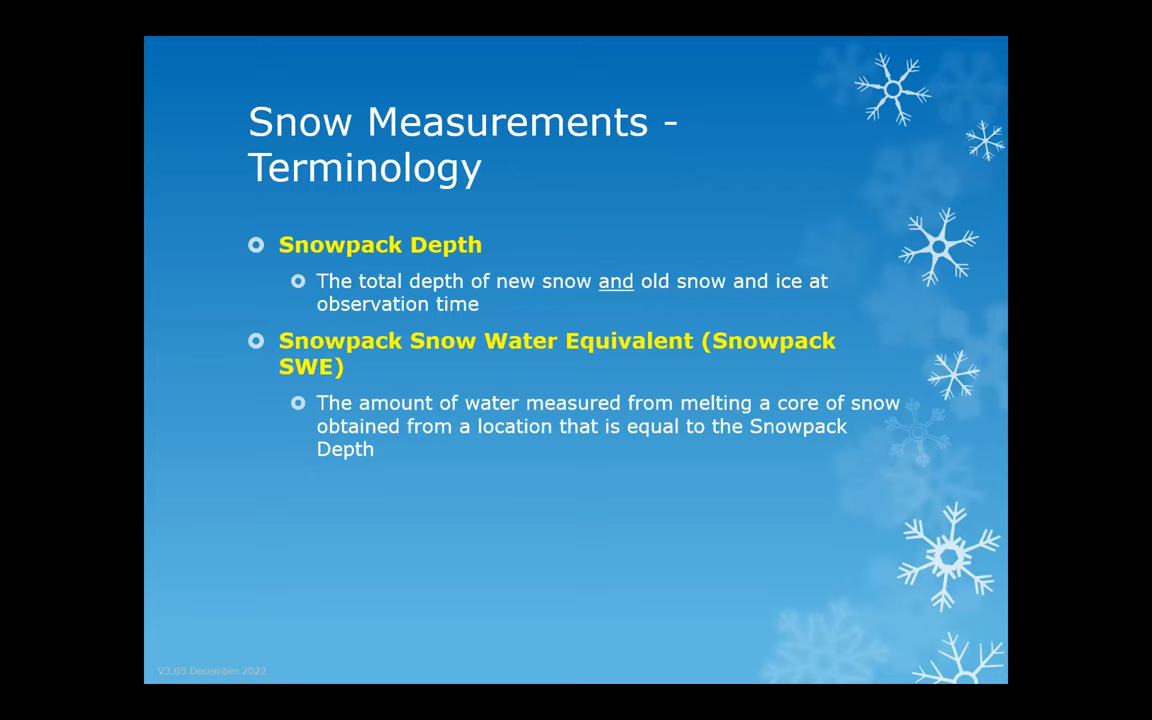 Snow Measurements -
Terminology
Snowpack Depth
The total depth of new snow and old snow and ice at
observation time
Snowpack Snow Water Equivalent (Snowpack
SWE)
The amount of water measured from melting a core of snow
obtained from a location that is equal to the Snowpack
Depth
V3.05 December 2022